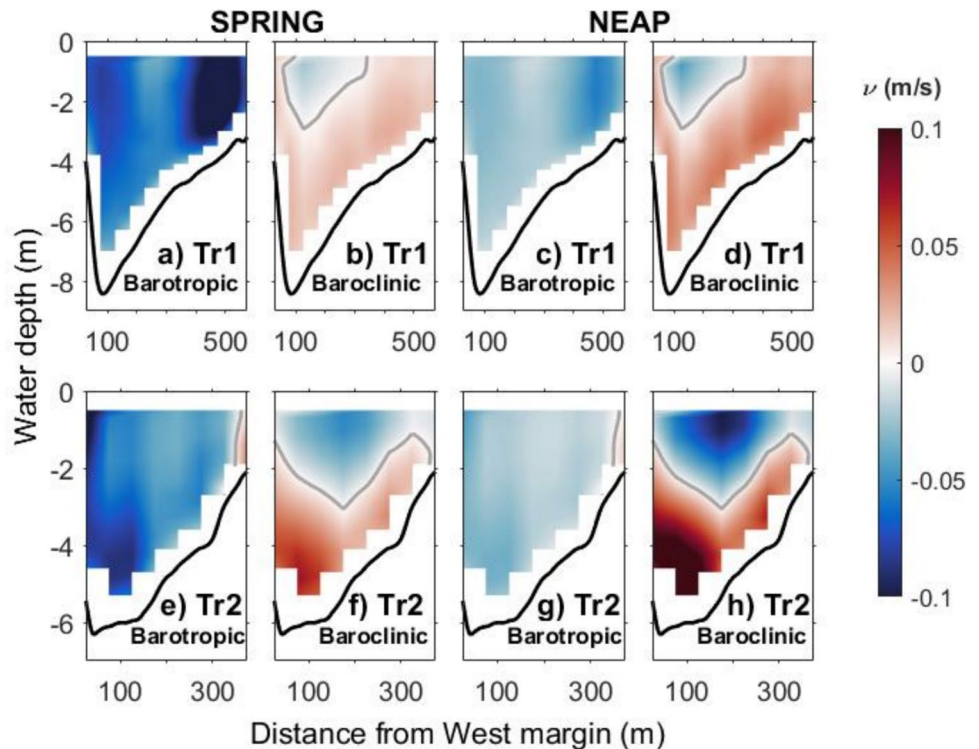 SPRING NEAP
0
-2
-4
-6
-8
Water depth (m)
a) Tr1
Barotropic
b) Tr1
Baroclinic
c) Tr1
Barotropic
d) Tr1
Baroclinic
100 500 100 500 100 500 100 500
0
-2
-4
-6
e) Tr2
Barotropic
f) Tr2
Baroclinic
g) Tr2
Barotropic
h) Tr2
Baroclinic
100 300 100 300 100 300 100 300
Distance from West margin (m)
ν (m/s)
0.1
0.05
0
-0.05
-0.1